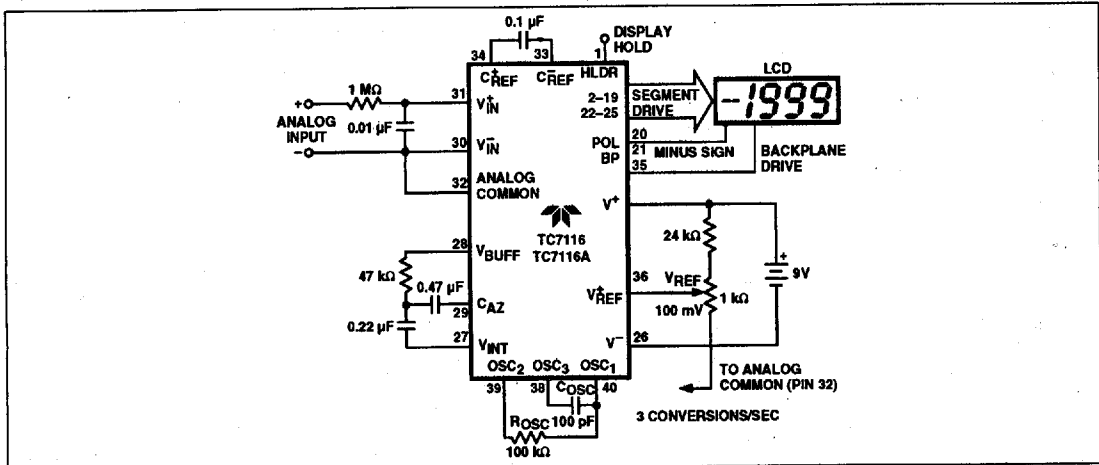 0.1 µF
34
33
1
DISPLAY
HOLD
C⁺REF
C⁻REF
HLDR
LCD
-1999
1 MΩ
31
V⁺IN
2–19
SEGMENT
22–25
DRIVE
+
ANALOG
INPUT
–
0.01 µF
30
V⁻IN
POL
20
MINUS SIGN
BP
21
35
BACKPLANE
DRIVE
32
ANALOG
COMMON
V⁺
TC7116
TC7116A
24 kΩ
+
9V
28
VBUFF
47 kΩ
0.47 µF
36
V⁺REF
VREF
1 kΩ
100 mV
29
CAZ
0.22 µF
27
VINT
V⁻
26
OSC2
OSC3
OSC1
39
38
COSC
40
TO ANALOG
COMMON (PIN 32)
100 pF
3 CONVERSIONS/SEC
ROSC
100 kΩ